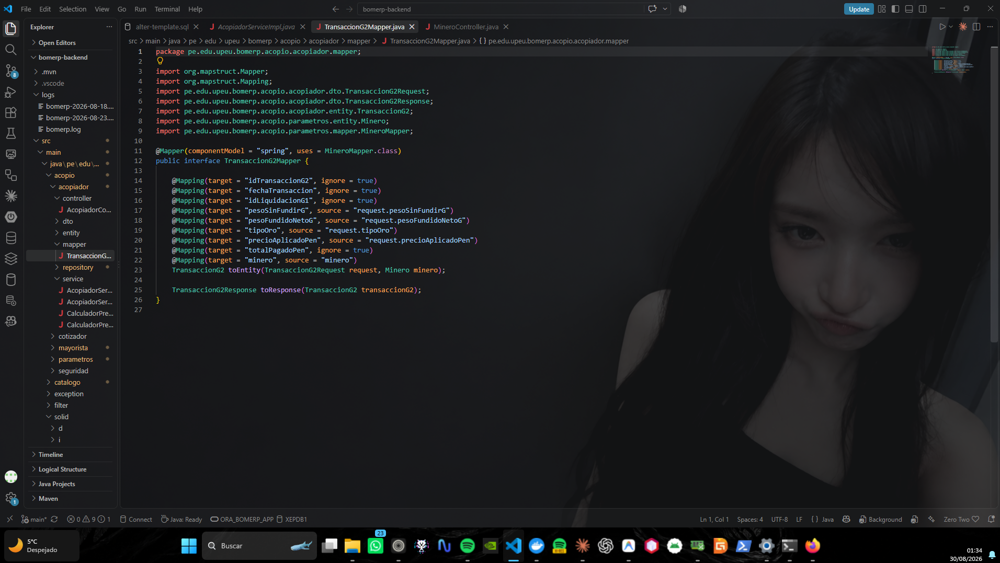 File Edit Selection View Go Run Terminal Help
bomerp-backend
Update
Explorer
Open Editors
bomerp-backend
.mvn
.vscode
logs
bomerp-2026-08-18....
bomerp-2026-08-23....
bomerp.log
src
main
java\pe\edu\...
acopio
acopiador
controller
AcopiadorCo...
dto
entity
mapper
TransaccionG...
repository
service
AcopiadorSer...
AcopiadorSer...
CalculadorPre...
CalculadorPre...
cotizador
mayorista
parametros
seguridad
catalogo
exception
filter
solid
d
i
Timeline
Logical Structure
Java Projects
Maven
8
1
alter-template.sql AcopiadorServiceImpl.java TransaccionG2Mapper.java MineroController.java
src > main > java > pe > edu > upeu > bomerp > acopio > acopiador > mapper > TransaccionG2Mapper.java > {} pe.edu.upeu.bomerp.acopio.acopiador.mapper
1 package pe.edu.upeu.bomerp.acopio.acopiador.mapper;
2
3 import org.mapstruct.Mapper;
4 import org.mapstruct.Mapping;
5 import pe.edu.upeu.bomerp.acopio.acopiador.dto.TransaccionG2Request;
6 import pe.edu.upeu.bomerp.acopio.acopiador.dto.TransaccionG2Response;
7 import pe.edu.upeu.bomerp.acopio.acopiador.entity.TransaccionG2;
8 import pe.edu.upeu.bomerp.acopio.parametros.entity.Minero;
9 import pe.edu.upeu.bomerp.acopio.parametros.mapper.MineroMapper;
10
11 @Mapper(componentModel = "spring", uses = MineroMapper.class)
12 public interface TransaccionG2Mapper {
13
14 @Mapping(target = "idTransaccionG2", ignore = true)
15 @Mapping(target = "fechaTransaccion", ignore = true)
16 @Mapping(target = "idLiquidacionG1", ignore = true)
17 @Mapping(target = "pesoSinFundirG", source = "request.pesoSinFundirG")
18 @Mapping(target = "pesoFundidoNetoG", source = "request.pesoFundidoNetoG")
19 @Mapping(target = "tipoOro", source = "request.tipoOro")
20 @Mapping(target = "precioAplicadoPen", source = "request.precioAplicadoPen")
21 @Mapping(target = "totalPagadoPen", ignore = true)
22 @Mapping(target = "minero", source = "minero")
23 TransaccionG2 toEntity(TransaccionG2Request request, Minero minero);
24
25 TransaccionG2Response toResponse(TransaccionG2 transaccionG2);
26 }
27
main* 0 9 1 Connect Java: Ready ORA_BOMERP_APP XEPDB1
Ln 1, Col 1 Spaces: 4 UTF-8 LF {} Java Background Zero Two
5°C
Despejado
Buscar
23
01:34
30/08/2026